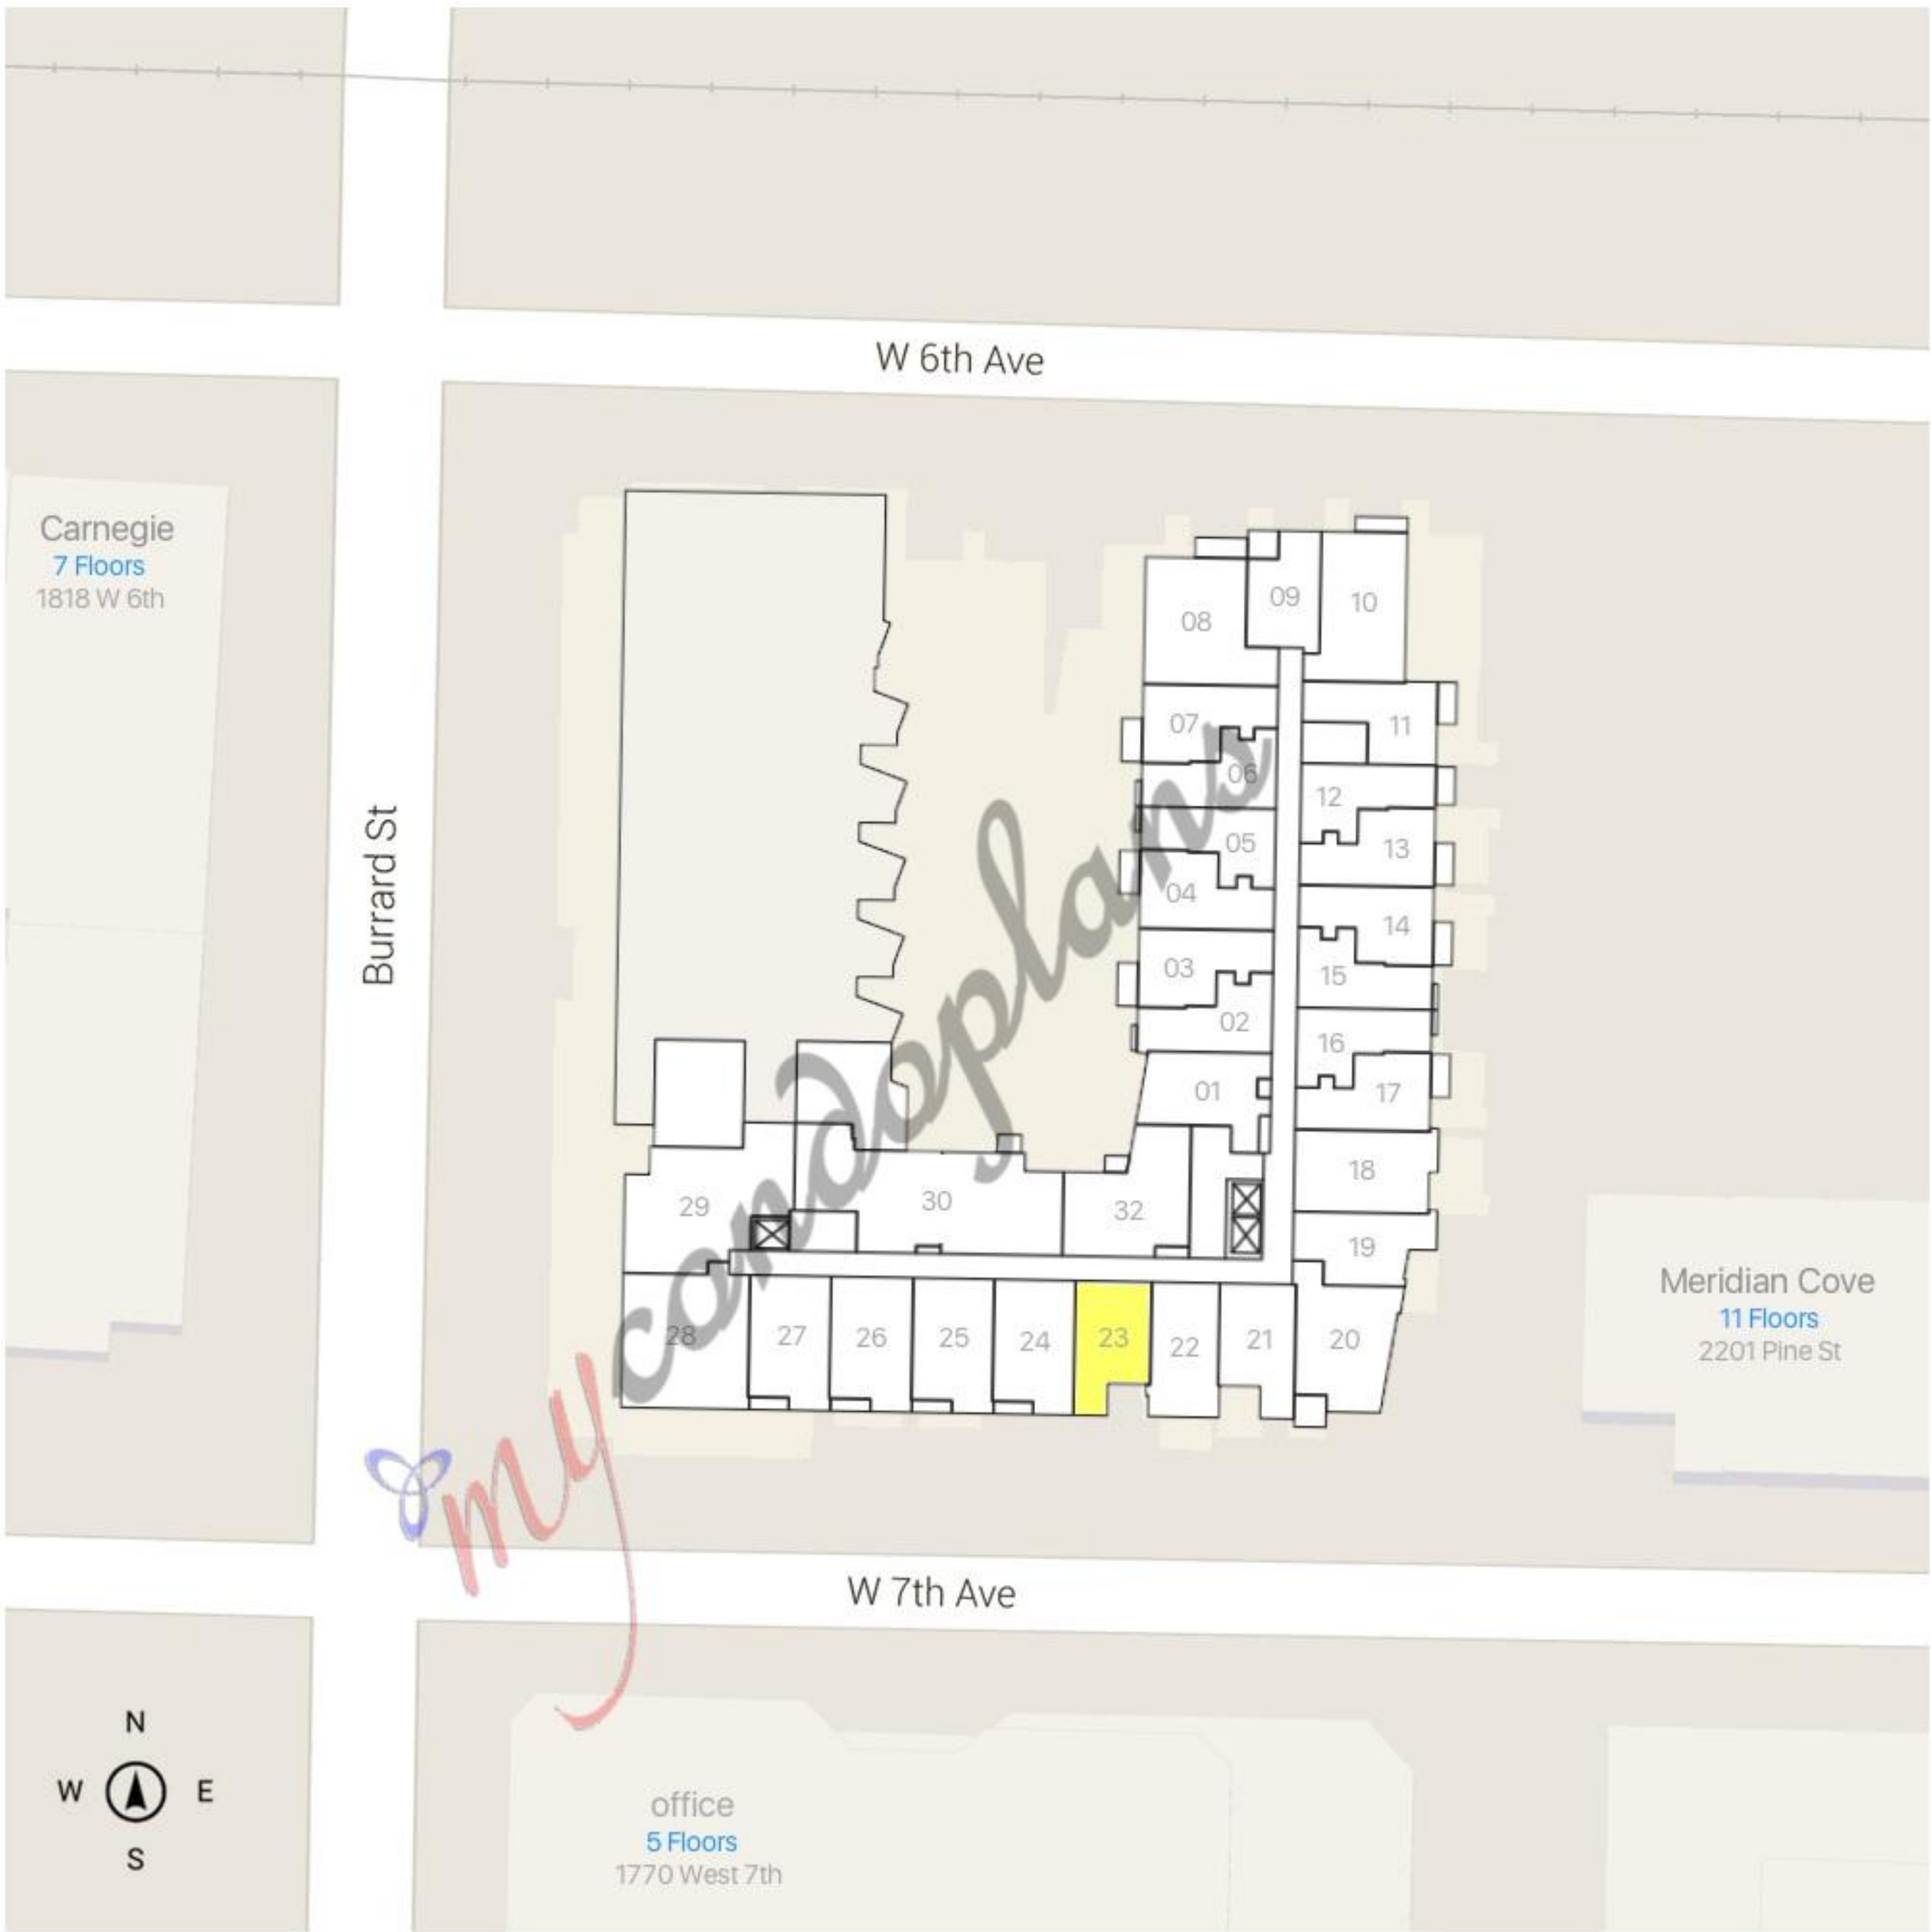 W 6th Ave
Carnegie
7 Floors
1818 W 6th
Burrard St
08
09
10
07
11
06
12
05
13
04
14
03
15
02
16
01
17
18
29
30
32
19
28
27
26
25
24
23
22
21
20
Meridian Cove
11 Floors
2201 Pine St
mycondoplans
W 7th Ave
N
W
E
S
office
5 Floors
1770 West 7th